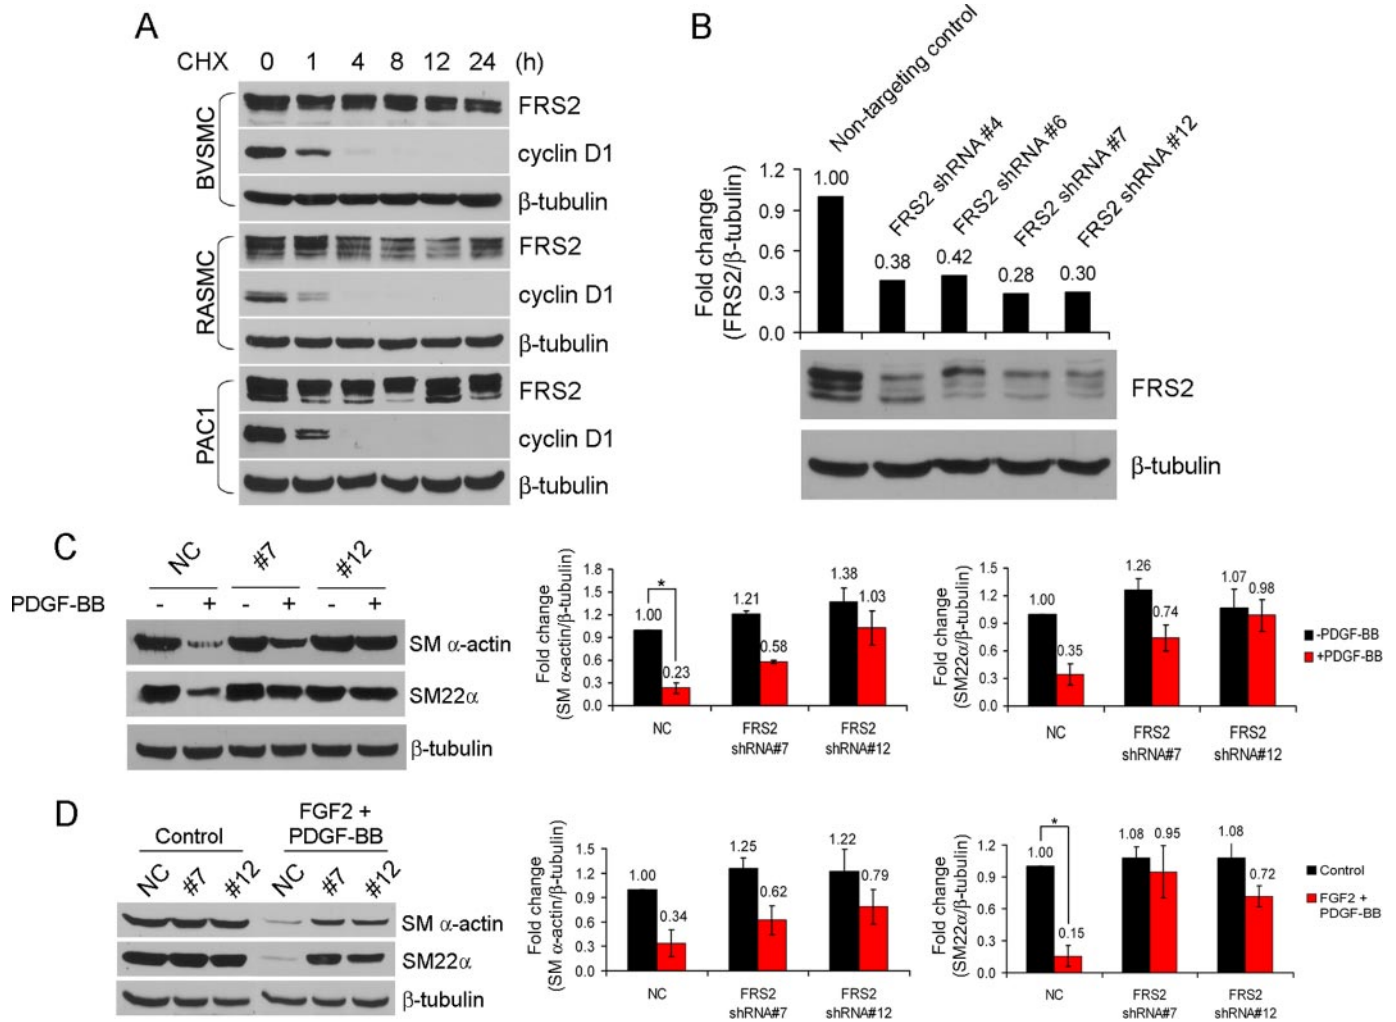 A
CHX 0 1 4 8 12 24 (h)
BVSMC
FRS2
cyclin D1
β-tubulin
RASMC
FRS2
cyclin D1
β-tubulin
PAC1
FRS2
cyclin D1
β-tubulin
B
Non-targeting control
FRS2 shRNA #4
FRS2 shRNA #6
FRS2 shRNA #7
FRS2 shRNA #12
Fold change
(FRS2/β-tubulin)
1.2
0.9
0.6
0.3
0.0
1.00
0.38
0.42
0.28
0.30
FRS2
β-tubulin
C
NC #7 #12
PDGF-BB - + - + - +
SM α-actin
SM22α
β-tubulin
Fold change
(SM α-actin/β-tubulin)
1.8
1.5
1.2
0.9
0.6
0.3
0.0
*
1.00
0.23
1.21
0.58
1.38
1.03
NC
FRS2
shRNA#7
FRS2
shRNA#12
Fold change
(SM22α/β-tubulin)
1.5
1.2
0.9
0.6
0.3
0.0
1.00
0.35
1.26
0.74
1.07
0.98
NC
FRS2
shRNA#7
FRS2
shRNA#12
-PDGF-BB
+PDGF-BB
D
Control
FGF2 +
PDGF-BB
NC #7 #12 NC #7 #12
SM α-actin
SM22α
β-tubulin
Fold change
(SM α-actin/β-tubulin)
1.5
1.2
0.9
0.6
0.3
0.0
1.00
0.34
1.25
0.62
1.22
0.79
NC
FRS2
shRNA#7
FRS2
shRNA#12
Fold change
(SM22α/β-tubulin)
1.2
0.9
0.6
0.3
0.0
*
1.00
0.15
1.08
0.95
1.08
0.72
NC
FRS2
shRNA#7
FRS2
shRNA#12
Control
FGF2 +
PDGF-BB